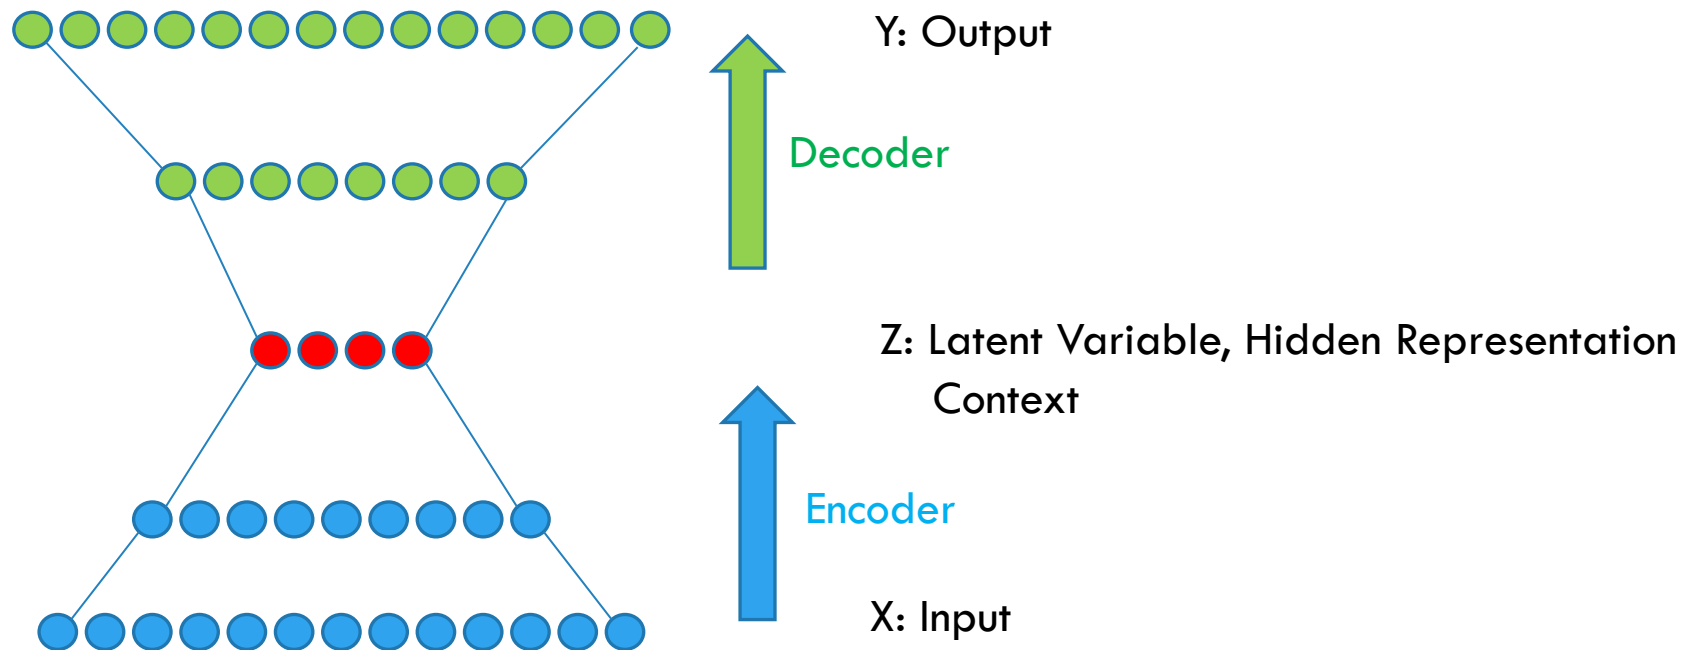 Y: Output
Decoder
Z: Latent Variable, Hidden Representation
Context
Encoder
X: Input